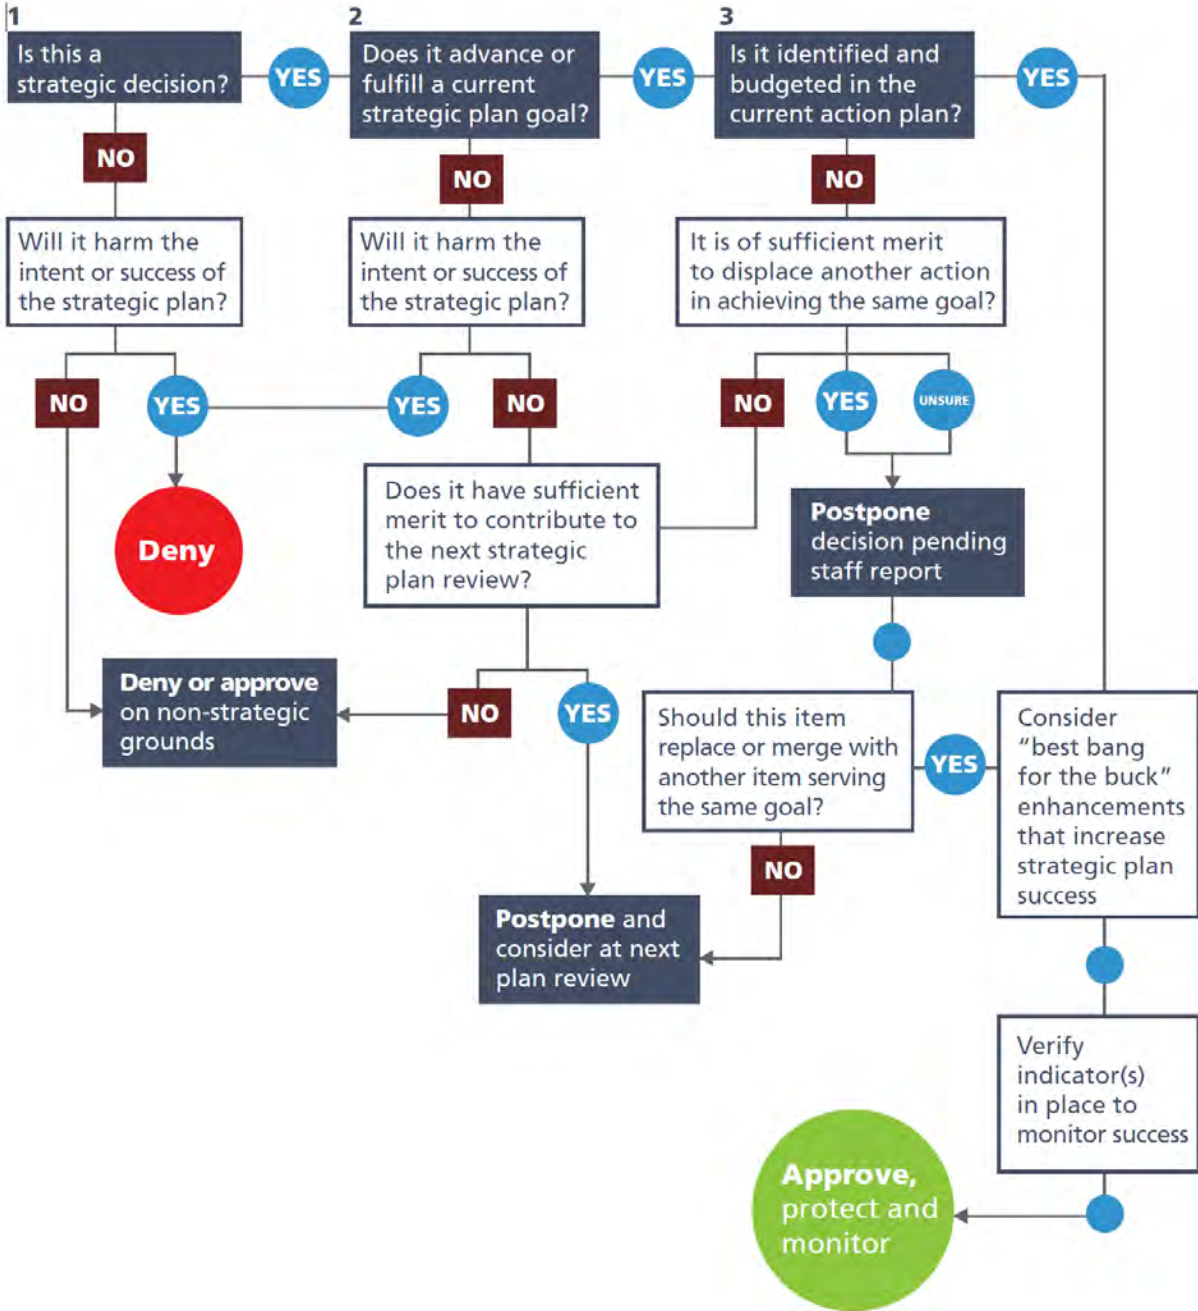 1
Is this a
strategic decision?
YES
2
Does it advance or
fulfill a current
strategic plan goal?
YES
3
Is it identified and
budgeted in the
current action plan?
YES
NO
NO
NO
Will it harm the
intent or success of
the strategic plan?
Will it harm the
intent or success of
the strategic plan?
It is of sufficient merit
to displace another action
in achieving the same goal?
NO
YES
YES
NO
NO
YES
UNSURE
Deny
Does it have sufficient
merit to contribute to
the next strategic
plan review?
Postpone
decision pending
staff report
Deny or approve
on non-strategic
grounds
NO
YES
Should this item
replace or merge with
another item serving
the same goal?
YES
Consider
“best bang
for the buck”
enhancements
that increase
strategic plan
success
NO
Postpone and
consider at next
plan review
Verify
indicator(s)
in place to
monitor success
Approve,
protect and
monitor